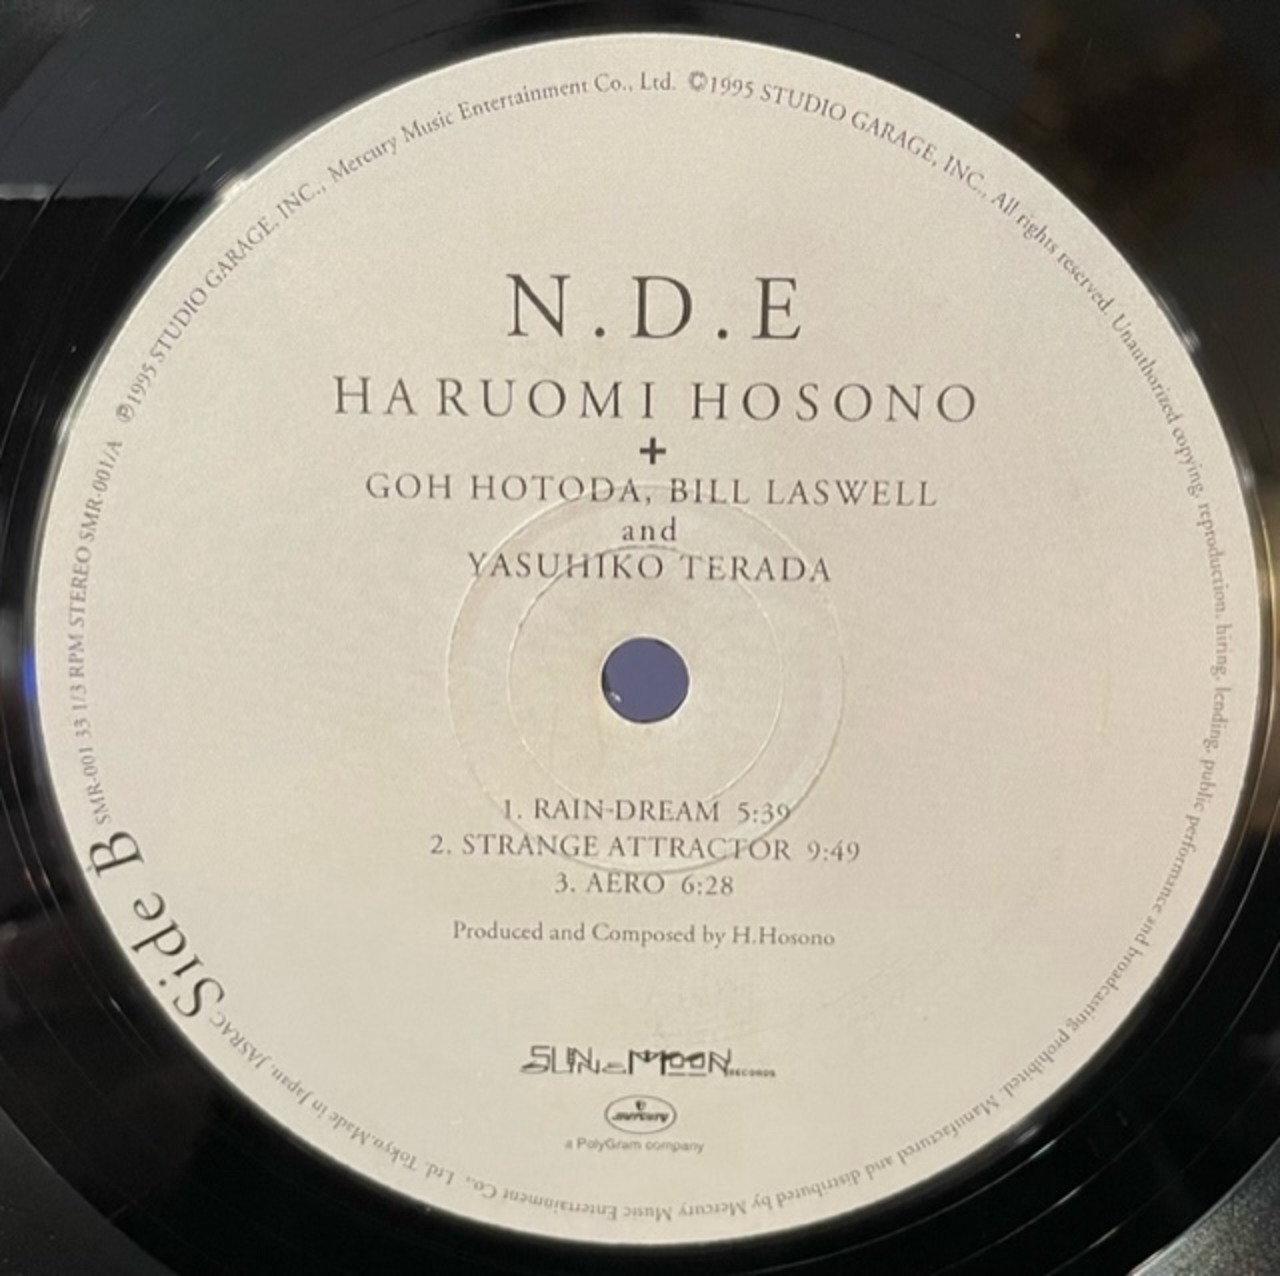 N.D.E
HARUOMI HOSONO
+
GOH HOTODA, BILL LASWELL
and
YASUHIKO TERADA
1. RAIN-DREAM 5:39
2. STRANGE ATTRACTOR 9:49
3. AERO 6:28
Produced and Composed by H.Hosono
SUN & MOON RECORDS
mercury
a PolyGram company
Side B SMR-001 33 1/3 RPM STEREO SMR-001/A ℗1995 STUDIO GARAGE, INC., Mercury Music Entertainment Co., Ltd. ©1995 STUDIO GARAGE, INC., All rights reserved. Unauthorized copying, reproduction, hiring, lending, public performance and broadcasting prohibited. Manufactured and distributed by Mercury Music Entertainment Co., Ltd. Tokyo, Made in Japan, JASRAC